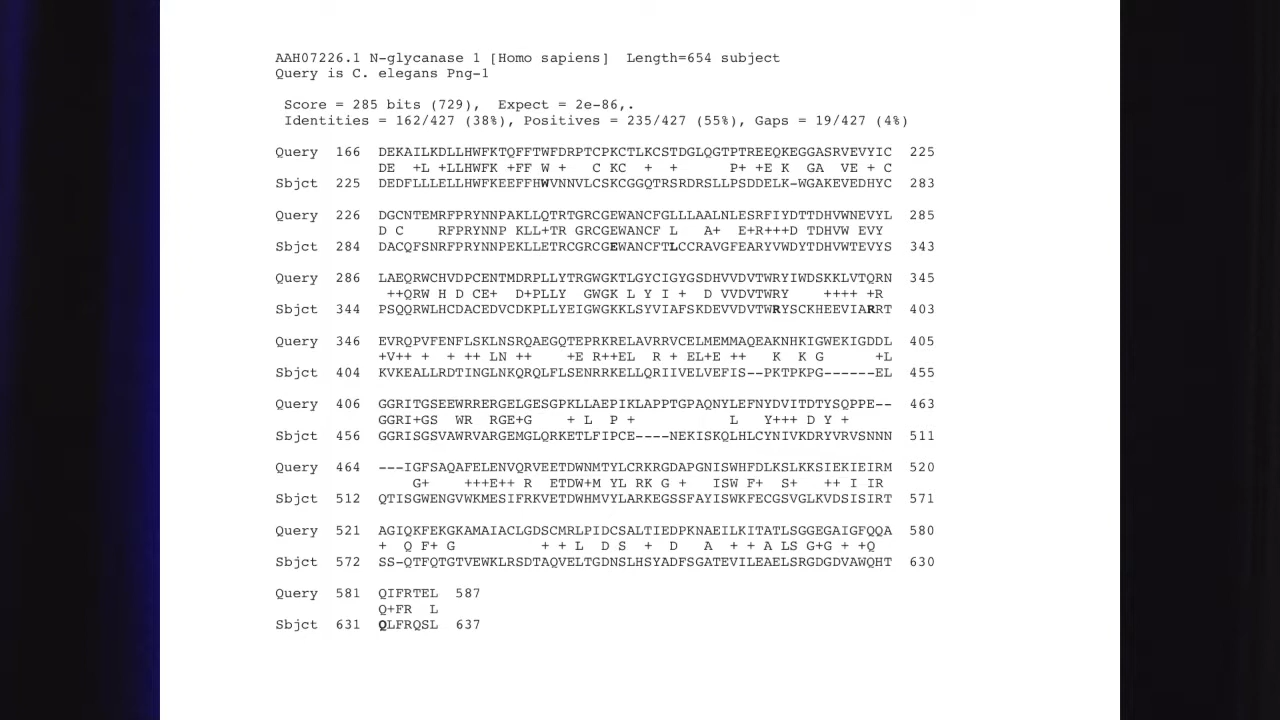 AAH07226.1 N-glycanase 1 [Homo sapiens]  Length=654 subject
Query is C. elegans Png-1
Score = 285 bits (729),  Expect = 2e-86,.
Identities = 162/427 (38%), Positives = 235/427 (55%), Gaps = 19/427 (4%)
Query  166  DEKAILKDLLHWFKTQFFTWFDRPTCPKCTLKCSTDGLQGTPTREEQKEGGASRVEVYIC  225
            DE  +L +LLHWFK +FF W +     C KC  +  +      P+ +E K  GA  VE + C
Sbjct  225  DEDFLLLELLHWFKEEFFHWVNNVLCSKCGGQTRSRDRSLLPSDDELK-WGAKEVEDHYC  283
Query  226  DGCNTEMRFPRYNNPAKLLQTRTGRCGEWANCFGLLLAALNLESRFIYDTTDHVWNEVYL  285
            D C    RFPRYNNP KLL+TR GRCGEWANCF L   A+  E+R+++D TDHVW EVY
Sbjct  284  DACQFSNRFPRYNNPEKLLETRCGRCGEWANCFTLCCRAVGFEARYVWDYTDHVWTEVYS  343
Query  286  LAEQRWCHVDPCENTMDRPLLYTRGWGKTLGYCIGYGSDHVVDVTWRYIWDSKKLVTQRN  345
             ++QRW H D CE+  D+PLLY  GWGK L Y I +  D VVDVTWRY    ++++ +R
Sbjct  344  PSQQRWLHCDACEDVCDKPLLYEIGWGKKLSYVIAFSKDEVVDVTWRYSCKHEEVIARRT  403
Query  346  EVRQPVFENFLSKLNSRQAEGQTEPRKRELAVRRVCELMEMMAQEAKNHKIGWEKIGDDL  405
            +V++ +  + ++ LN ++    +E R++EL  R + EL+E ++   K  K G      +L
Sbjct  404  KVKEALLRDTINGLNKQRQLFLSENRRKELLQRIIVELVEFIS--PKTPKPG------EL  455
Query  406  GGRITGSEEWRRERGELGESGPKLLAEPIKLAPPTGPAQNYLEFNYDVITDTYSQPPE--  463
            GGRI+GS  WR  RGE+G    + L  P +           L   Y+++ D Y +
Sbjct  456  GGRISGSVAWRVARGEMGLQRKETLFIPCE----NEKISKQLHLCYNIVKDRYVRVSNNN  511
Query  464  ---IGFSAQAFELENVQRVEETDWNMTYLCRKRGDAPGNISWHFDLKSLKKSIEKIEIRM  520
                G+    +++E++ R  ETDW+M YL RK G +   ISW F+  S+   ++ I IR
Sbjct  512  QTISGWENGVWKMESIFRKVETDWHMVYLARKEGSSFAYISWKFECGSVGLKVDSISIRT  571
Query  521  AGIQKFEKGKAMAIACLGDSCMRLPIDCSALTIEDPKNAEILKITATLSGGEGAIGFQQA  580
            +  Q F+ G          + + L  D S  + D   A + + A LS G+G + +Q
Sbjct  572  SS-QTFQTGTVEWKLRSDTAQVELTGDNSLHSYADFSGATEVILEAELSRGDGDVAWQHT  630
Query  581  QIFRTEL  587
            Q+FR  L
Sbjct  631  QLFRQSL  637